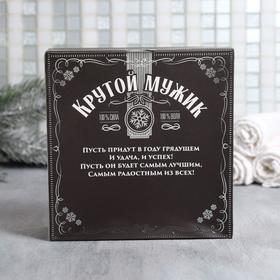 Крутой мужик
100% сила 100% воля
Пусть придут в году грядущем
И удача, и успех!
Пусть он будет самым лучшим,
Самым радостным из всех!